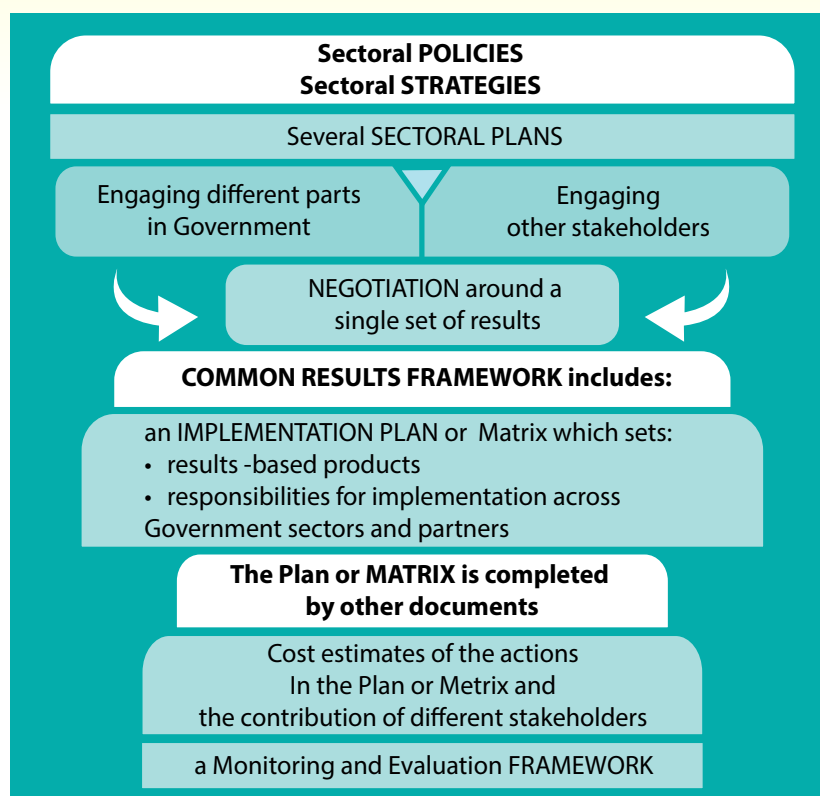 Sectoral POLICIES
Sectoral STRATEGIES
Several SECTORAL PLANS
Engaging different parts
in Government
Engaging
other stakeholders
NEGOTIATION around a
single set of results
COMMON RESULTS FRAMEWORK includes:
an IMPLEMENTATION PLAN or Matrix which sets:
• results -based products
• responsibilities for implementation across
Government sectors and partners
The Plan or MATRIX is completed
by other documents
Cost estimates of the actions
In the Plan or Metrix and
the contribution of different stakeholders
a Monitoring and Evaluation FRAMEWORK